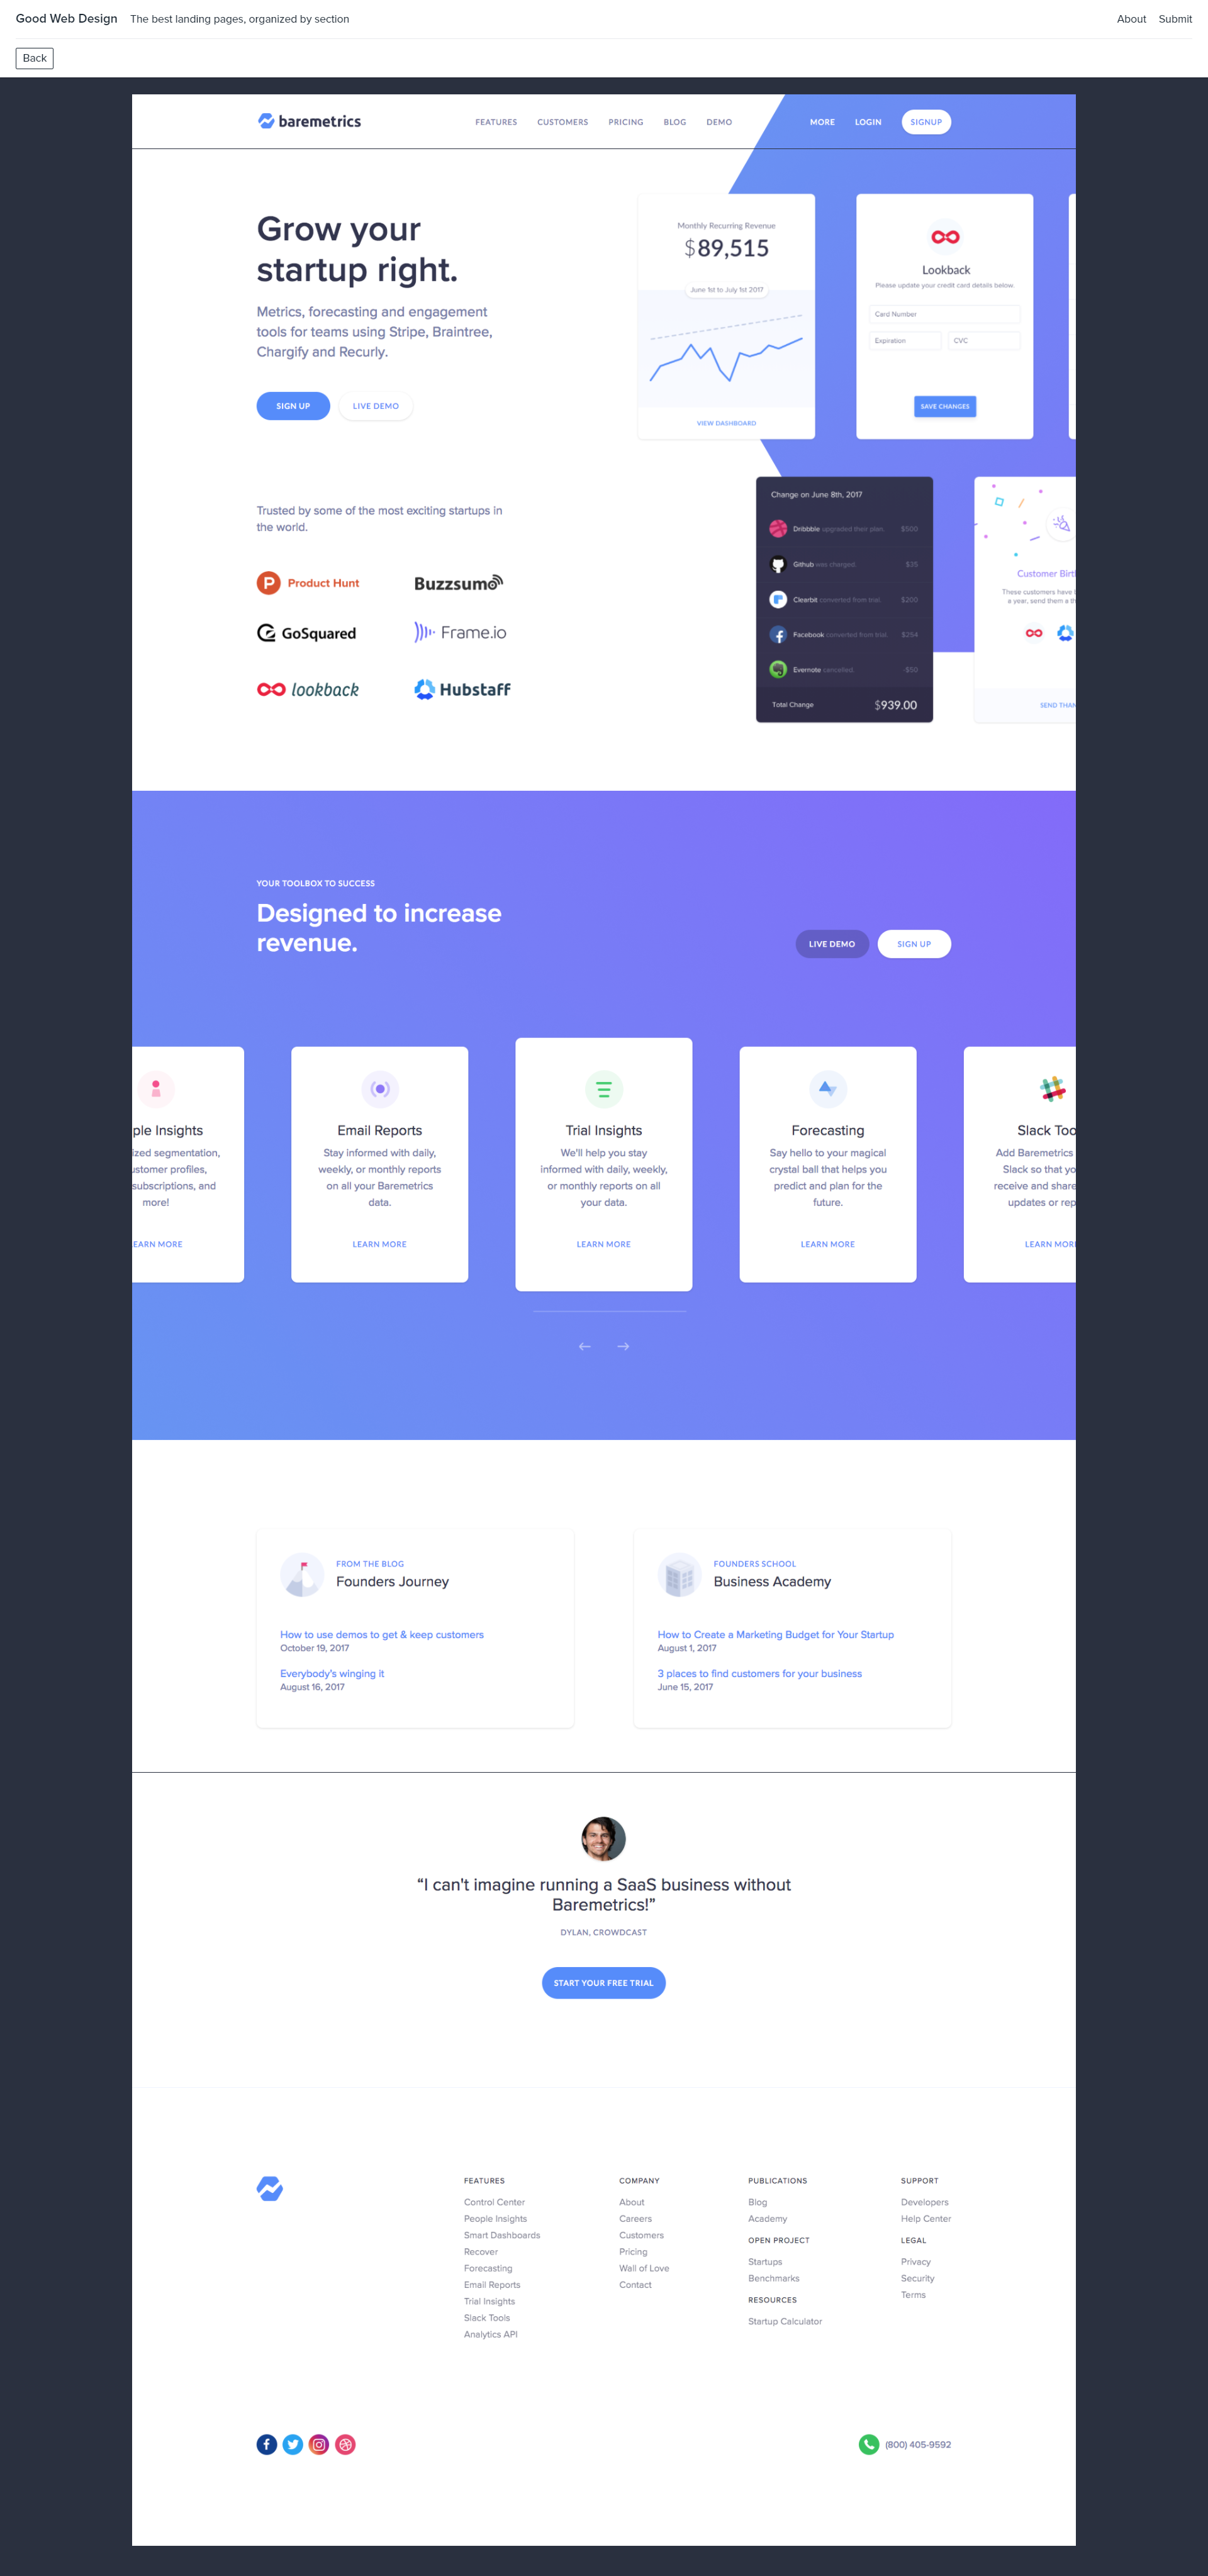 Good Web Design The best landing pages, organized by section About Submit
Back
baremetrics FEATURES CUSTOMERS PRICING BLOG DEMO MORE LOGIN SIGNUP
Grow your
startup right.
Metrics, forecasting and engagement
tools for teams using Stripe, Braintree,
Chargify and Recurly.
SIGN UP LIVE DEMO
Monthly Recurring Revenue
$89,515
June 1st to July 1st 2017
VIEW DASHBOARD
Lookback
Please update your credit card details below.
Card Number
Expiration CVC
SAVE CHANGES
Trusted by some of the most exciting startups in
the world.
Product Hunt Buzzsumo
GoSquared Frame.io
lookback Hubstaff
Change on June 8th, 2017
Dribbble upgraded their plan. $500
Github was charged. $35
Clearbit converted from trial. $200
Facebook converted from trial. $254
Evernote cancelled. -$50
Total Change $939.00
Customer Birt
These customers have
a year, send them a th
SEND THAN
YOUR TOOLBOX TO SUCCESS
Designed to increase
revenue.
LIVE DEMO SIGN UP
ple Insights
ized segmentation,
ustomer profiles,
subscriptions, and
more!
EARN MORE
Email Reports
Stay informed with daily,
weekly, or monthly reports
on all your Baremetrics
data.
LEARN MORE
Trial Insights
We'll help you stay
informed with daily, weekly,
or monthly reports on all
your data.
LEARN MORE
Forecasting
Say hello to your magical
crystal ball that helps you
predict and plan for the
future.
LEARN MORE
Slack Too
Add Baremetrics
Slack so that yo
receive and share
updates or rep
LEARN MOR
FROM THE BLOG
Founders Journey
How to use demos to get & keep customers
October 19, 2017
Everybody's winging it
August 16, 2017
FOUNDERS SCHOOL
Business Academy
How to Create a Marketing Budget for Your Startup
August 1, 2017
3 places to find customers for your business
June 15, 2017
“I can't imagine running a SaaS business without
Baremetrics!”
DYLAN, CROWDCAST
START YOUR FREE TRIAL
FEATURES
Control Center
People Insights
Smart Dashboards
Recover
Forecasting
Email Reports
Trial Insights
Slack Tools
Analytics API
COMPANY
About
Careers
Customers
Pricing
Wall of Love
Contact
PUBLICATIONS
Blog
Academy
OPEN PROJECT
Startups
Benchmarks
RESOURCES
Startup Calculator
SUPPORT
Developers
Help Center
LEGAL
Privacy
Security
Terms
(800) 405-9592